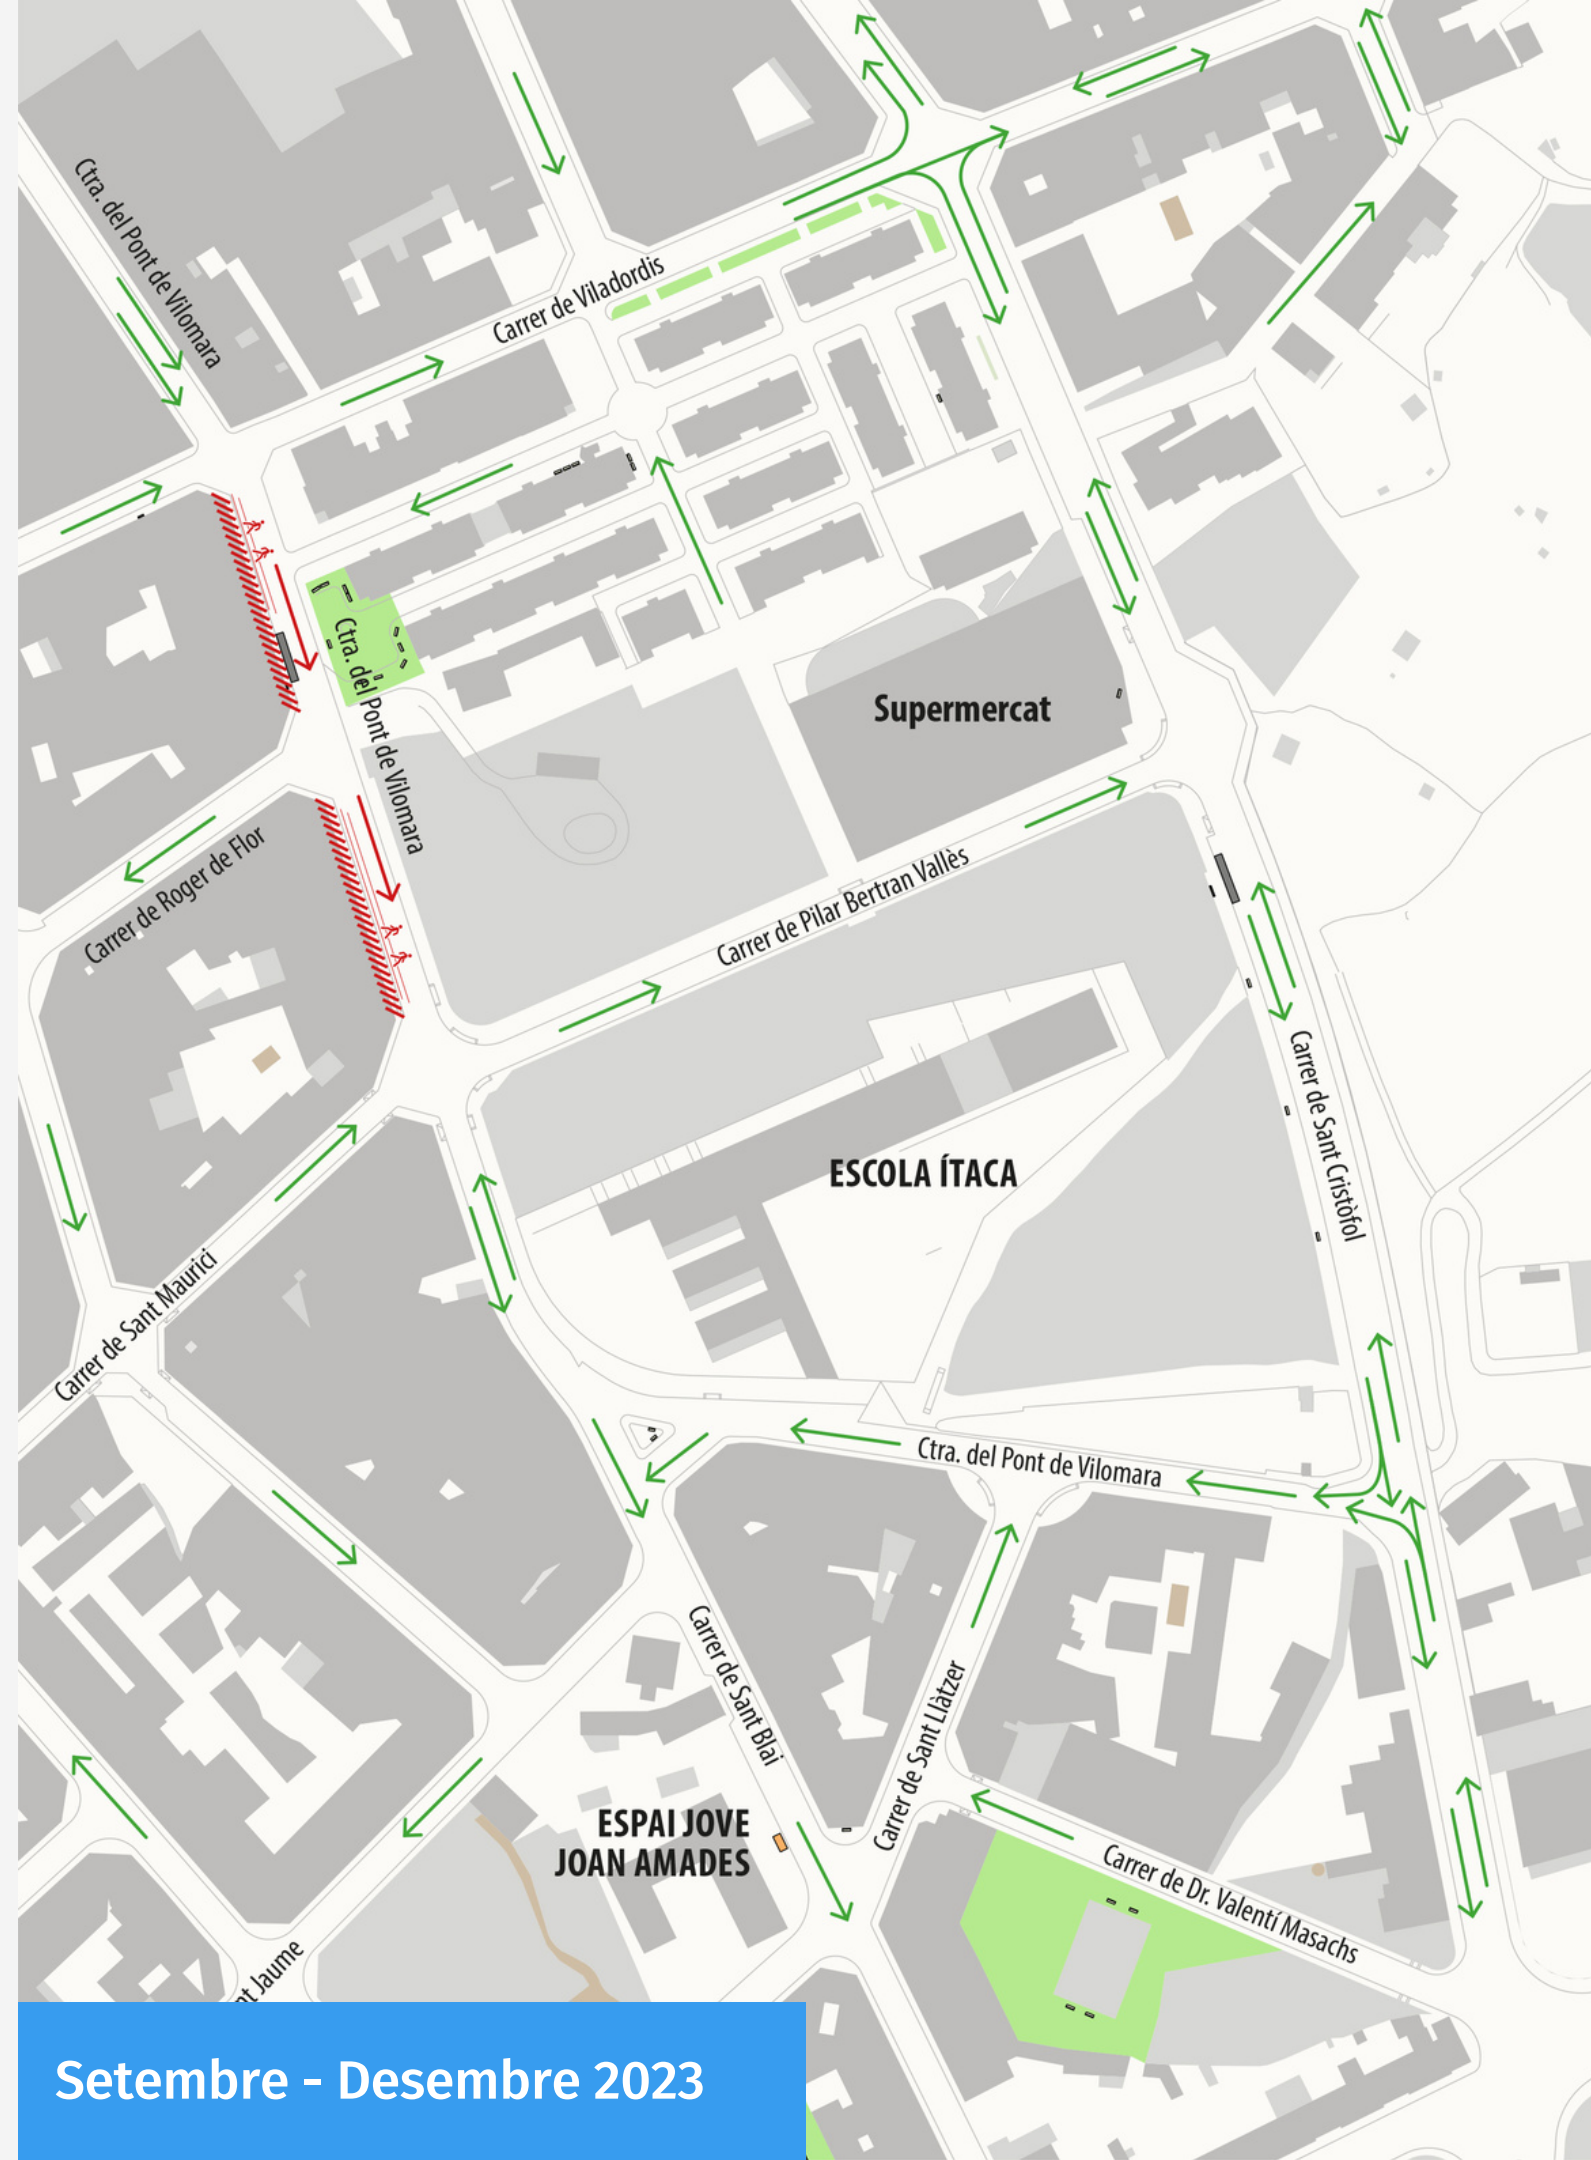 Ctra. del Pont de Vilomara
Carrer de Viladordis
Ctra. del Pont de Vilomara
Supermercat
Carrer de Roger de Flor
Carrer de Pilar Bertran Vallès
Carrer de Sant Cristòfol
ESCOLA ÍTACA
Carrer de Sant Maurici
Ctra. del Pont de Vilomara
Carrer de Sant Blai
Carrer de Sant Llàtzer
ESPAI JOVE
JOAN AMADES
Carrer de Dr. Valentí Masachs
nt Jaume
Setembre - Desembre 2023